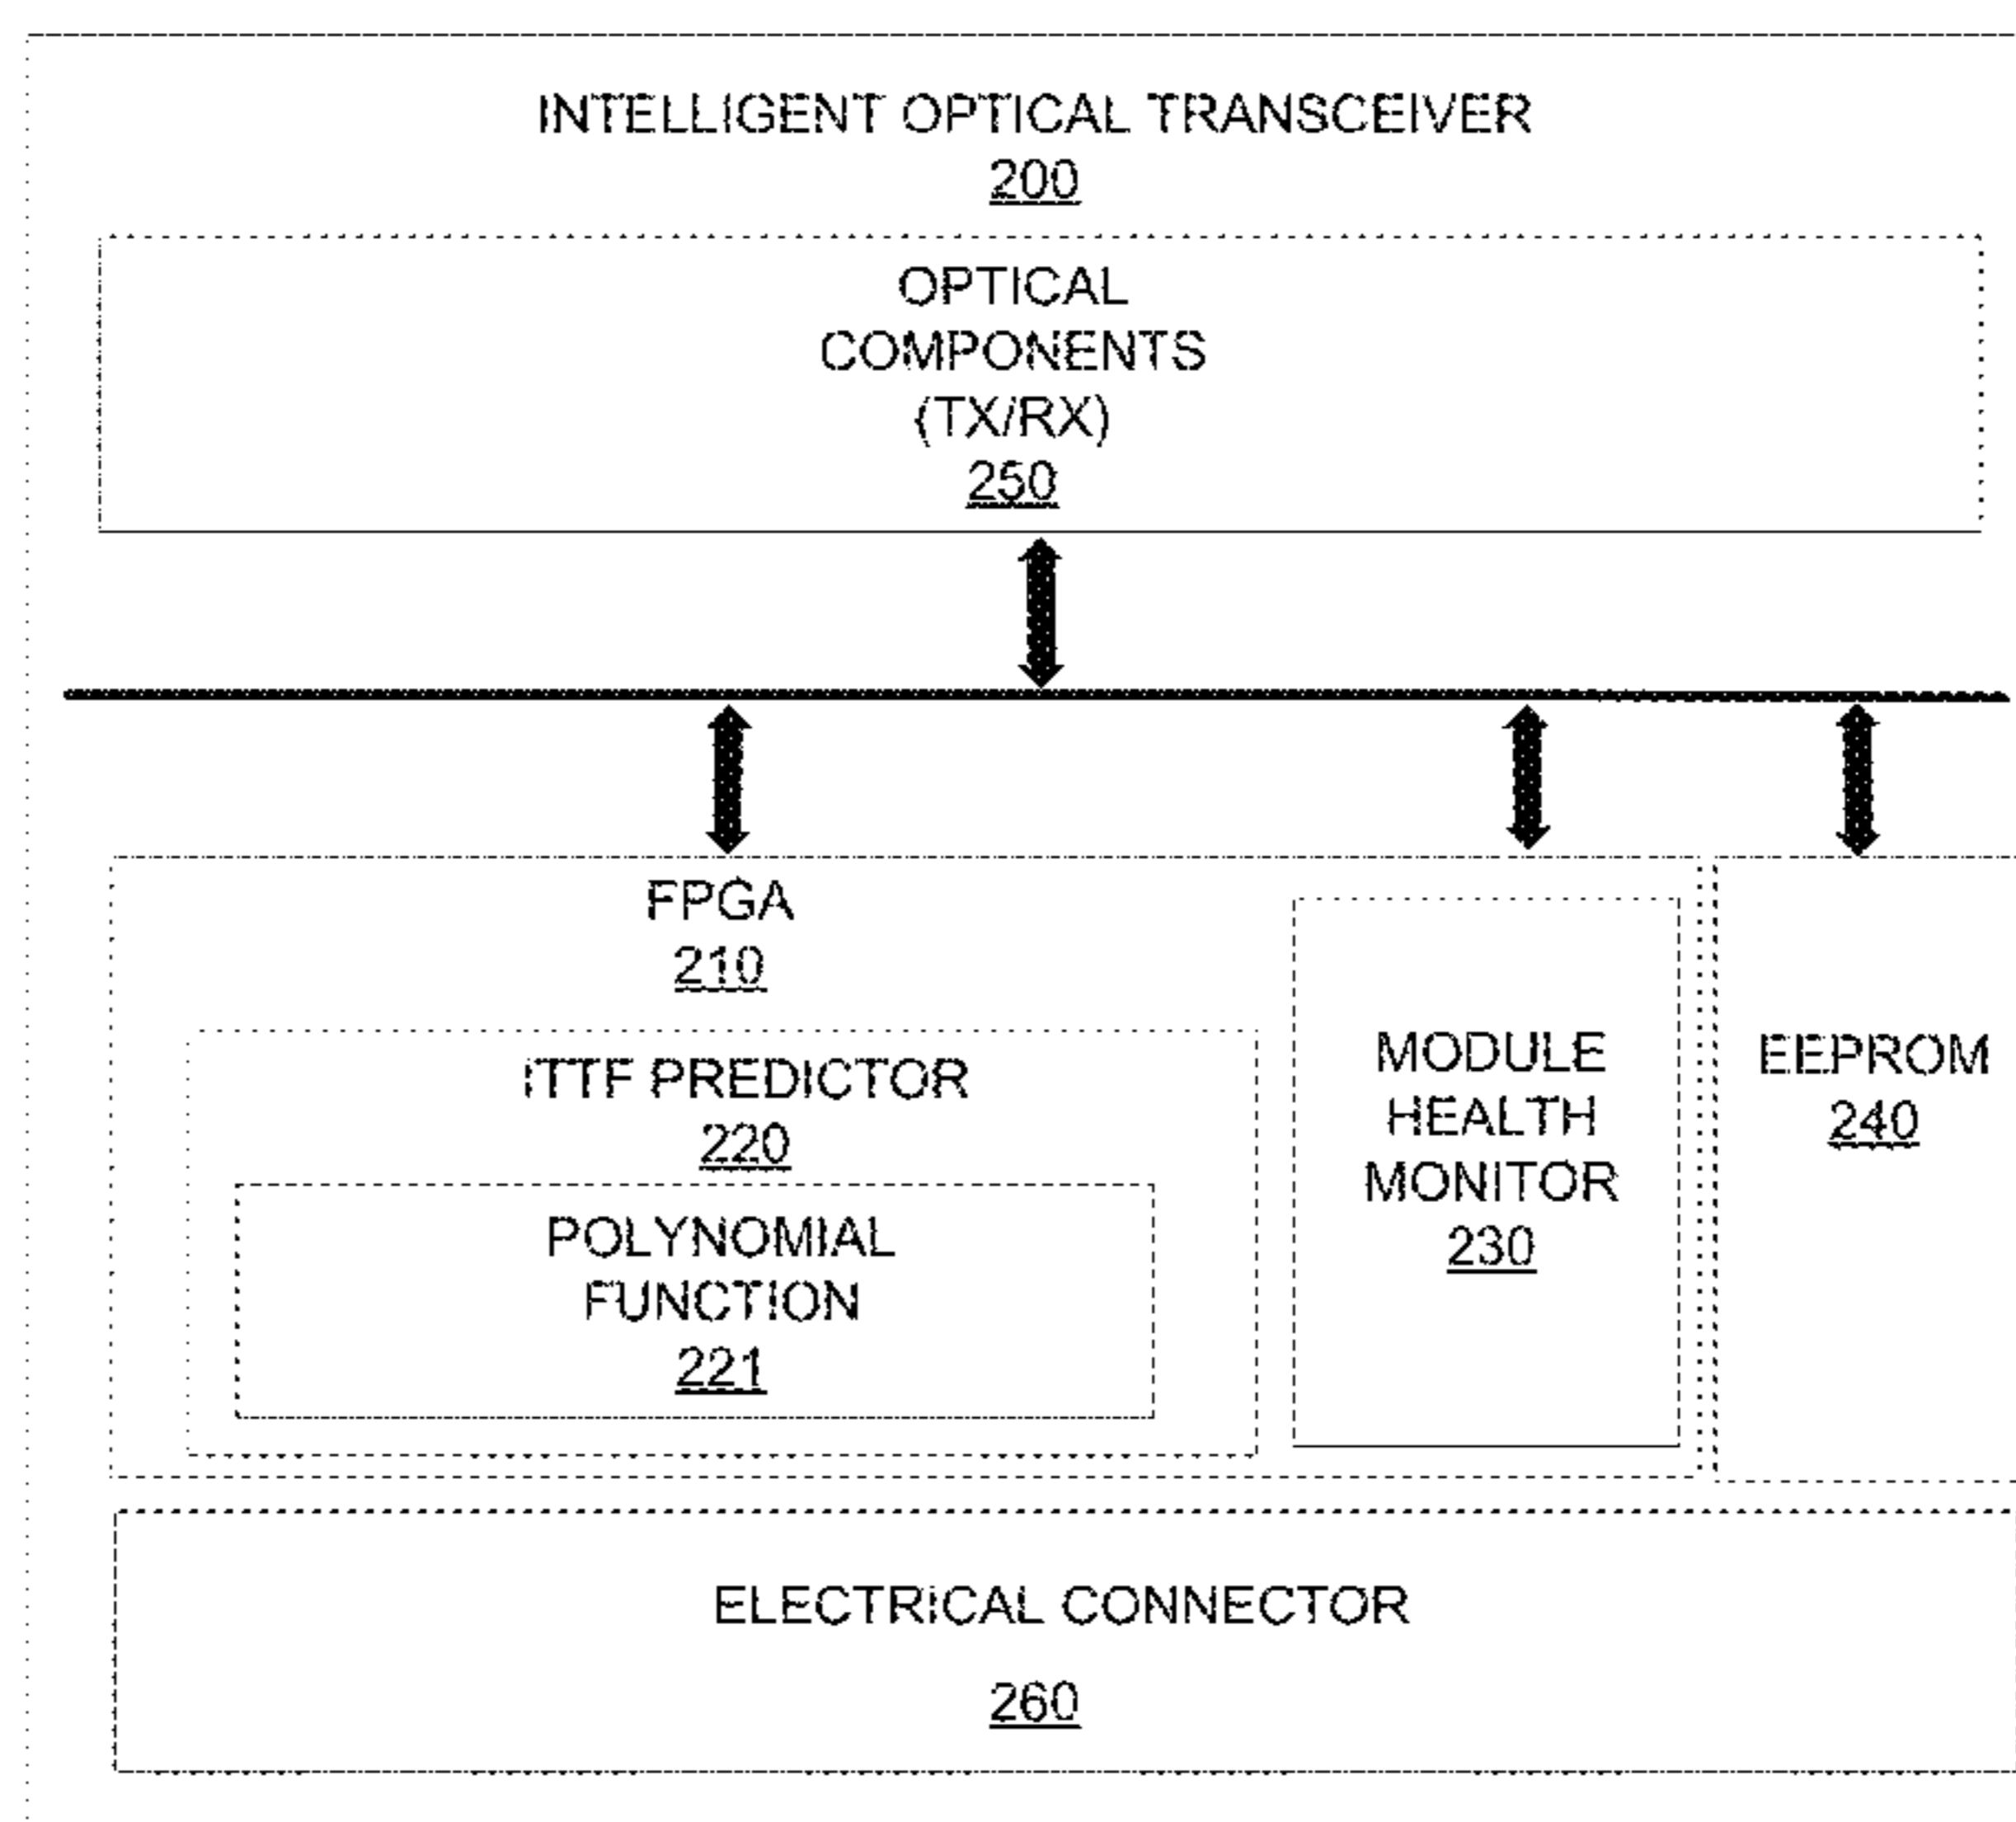 INTELLIGENT OPTICAL TRANSCEIVER
200
OPTICAL
COMPONENTS
(TX/RX)
250
FPGA
210
iTTF PREDICTOR
220
POLYNOMIAL
FUNCTION
221
MODULE
HEALTH
MONITOR
230
EEPROM
240
ELECTRICAL CONNECTOR
260